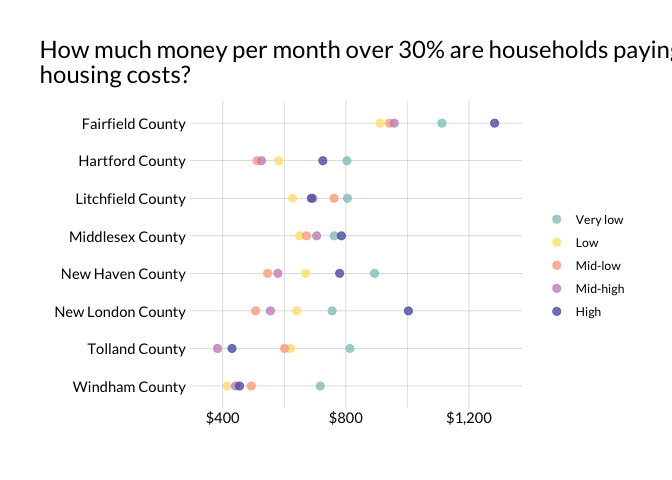 How much money per month over 30% are households paying
housing costs?
Fairfield County
Hartford County
Litchfield County
Middlesex County
New Haven County
New London County
Tolland County
Windham County
$400
$800
$1,200
Very low
Low
Mid-low
Mid-high
High